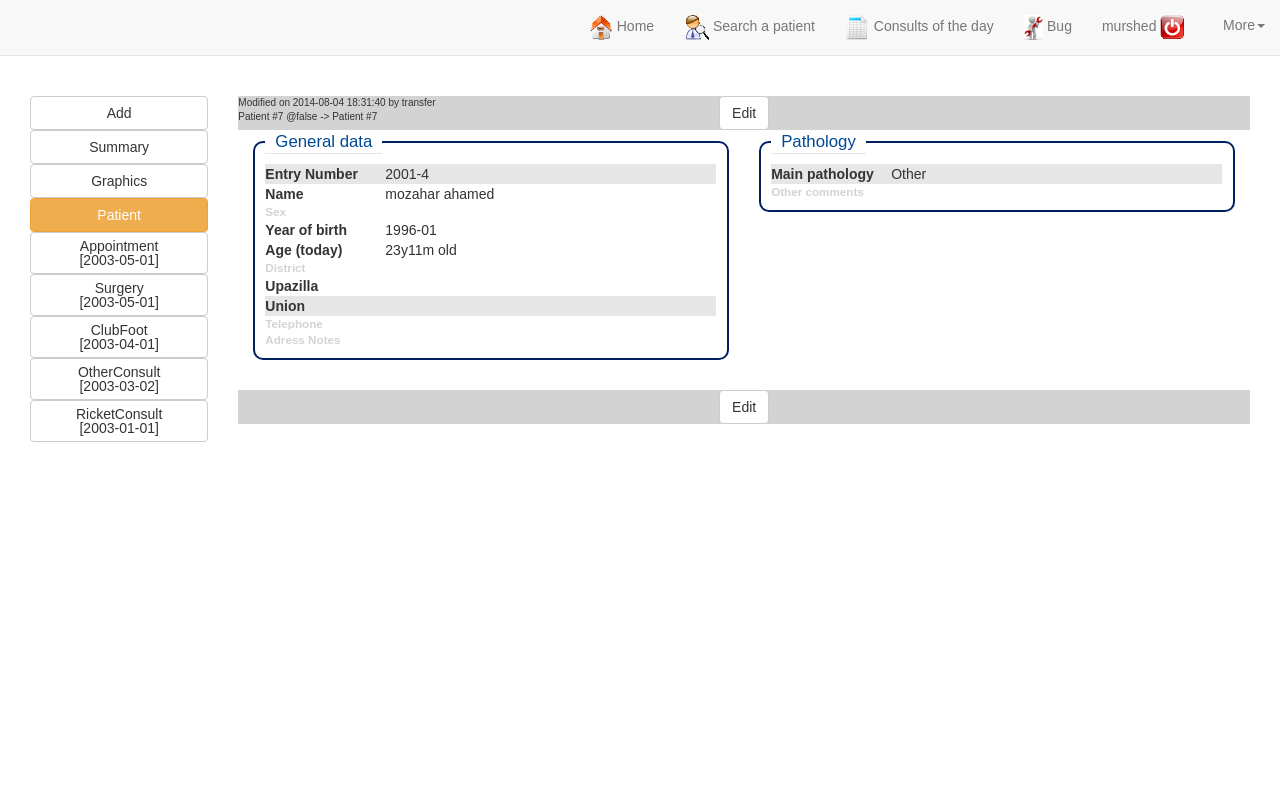 Home
Search a patient
Consults of the day
Bug
murshed
More
Add
Summary
Graphics
Patient
Appointment
[2003-05-01]
Surgery
[2003-05-01]
ClubFoot
[2003-04-01]
OtherConsult
[2003-03-02]
RicketConsult
[2003-01-01]
Modified on 2014-08-04 18:31:40 by transfer
Patient #7 @false -> Patient #7
Edit
General data
Entry Number 2001-4
Name mozahar ahamed
Sex
Year of birth 1996-01
Age (today) 23y11m old
District
Upazilla
Union
Telephone
Adress Notes
Pathology
Main pathology Other
Other comments
Edit